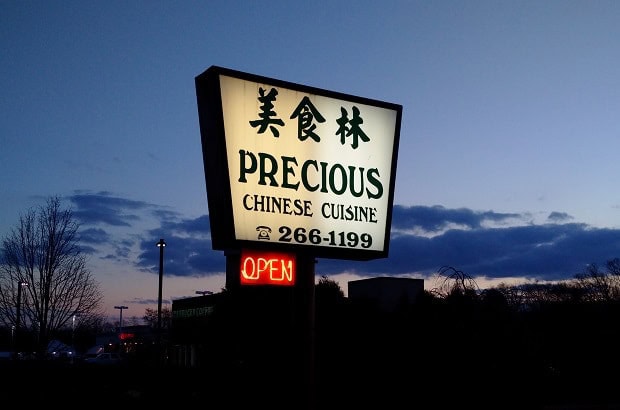 美食林
PRECIOUS
CHINESE CUISINE
☎ 266-1199
OPEN